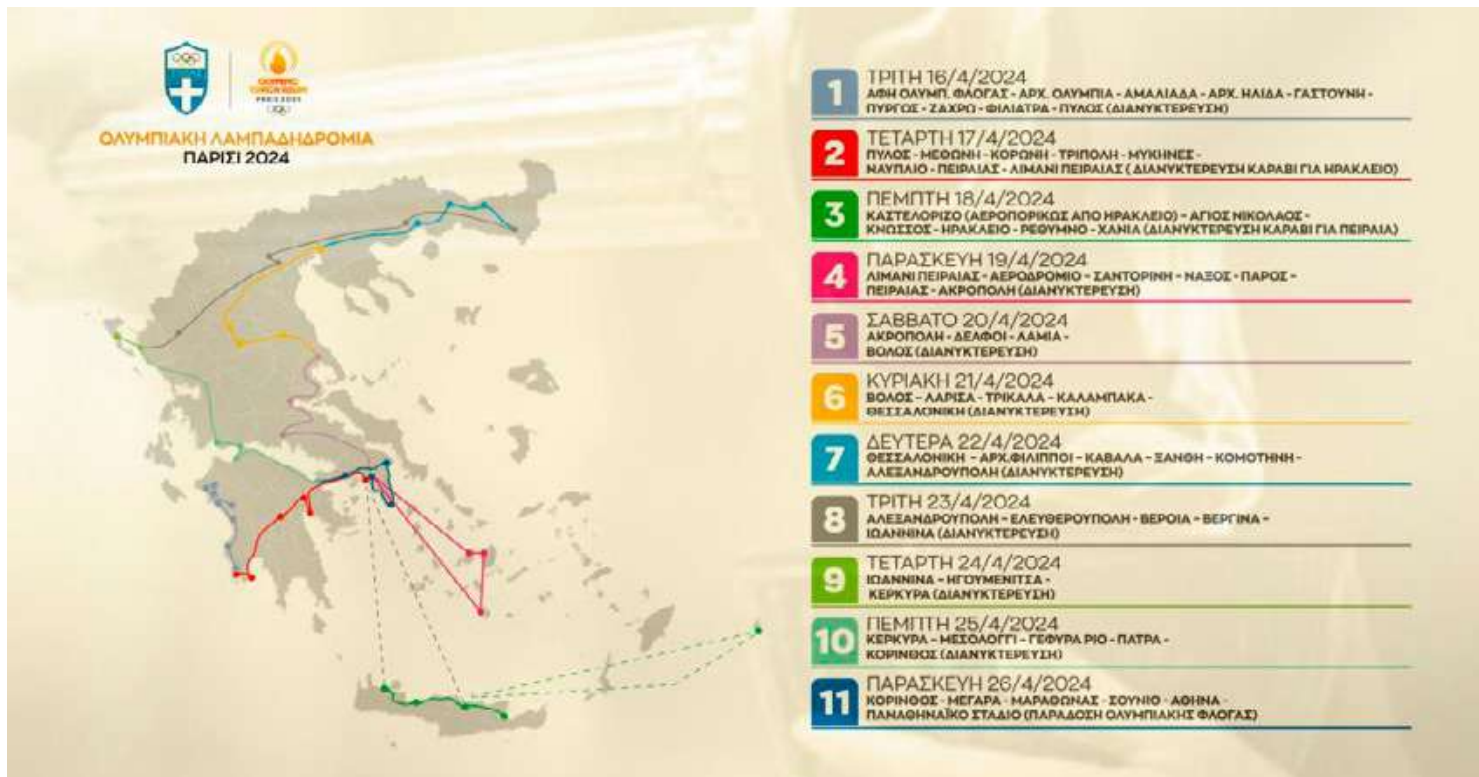 OLYMPIC
TORCH RELAY
PARIS 2024
ΟΛΥΜΠΙΑΚΗ ΛΑΜΠΑΔΗΔΡΟΜΙΑ
ΠΑΡΙΣΙ 2024
1
ΤΡΙΤΗ 16/4/2024
ΑΦΗ ΟΛΥΜΠ. ΦΛΟΓΑΣ - ΑΡΧ. ΟΛΥΜΠΙΑ - ΑΜΑΛΙΑΔΑ - ΑΡΧ. ΗΛΙΔΑ - ΓΑΣΤΟΥΝΗ -
ΠΥΡΓΟΣ - ΖΑΧΡΩ - ΦΙΛΙΑΤΡΑ - ΠΥΛΟΣ (ΔΙΑΝΥΚΤΕΡΕΥΣΗ)
2
ΤΕΤΑΡΤΗ 17/4/2024
ΠΥΛΟΣ - ΜΕΘΩΝΗ - ΚΟΡΩΝΗ - ΤΡΙΠΟΛΗ - ΜΥΚΗΝΕΣ -
ΝΑΥΠΛΙΟ - ΠΕΙΡΑΙΑΣ - ΛΙΜΑΝΙ ΠΕΙΡΑΙΑΣ ( ΔΙΑΝΥΚΤΕΡΕΥΣΗ ΚΑΡΑΒΙ ΓΙΑ ΗΡΑΚΛΕΙΟ)
3
ΠΕΜΠΤΗ 18/4/2024
ΚΑΣΤΕΛΟΡΙΖΟ (ΑΕΡΟΠΟΡΙΚΩΣ ΑΠΟ ΗΡΑΚΛΕΙΟ) - ΑΓΙΟΣ ΝΙΚΟΛΑΟΣ -
ΚΝΩΣΣΟΣ - ΗΡΑΚΛΕΙΟ - ΡΕΘΥΜΝΟ - ΧΑΝΙΑ (ΔΙΑΝΥΚΤΕΡΕΥΣΗ ΚΑΡΑΒΙ ΓΙΑ ΠΕΙΡΑΙΑ)
4
ΠΑΡΑΣΚΕΥΗ 19/4/2024
ΛΙΜΑΝΙ ΠΕΙΡΑΙΑΣ - ΑΕΡΟΔΡΟΜΙΟ - ΣΑΝΤΟΡΙΝΗ - ΝΑΞΟΣ - ΠΑΡΟΣ -
ΠΕΙΡΑΙΑΣ - ΑΚΡΟΠΟΛΗ (ΔΙΑΝΥΚΤΕΡΕΥΣΗ)
5
ΣΑΒΒΑΤΟ 20/4/2024
ΑΚΡΟΠΟΛΗ - ΔΕΛΦΟΙ - ΛΑΜΙΑ -
ΒΟΛΟΣ (ΔΙΑΝΥΚΤΕΡΕΥΣΗ)
6
ΚΥΡΙΑΚΗ 21/4/2024
ΒΟΛΟΣ - ΛΑΡΙΣΑ - ΤΡΙΚΑΛΑ - ΚΑΛΑΜΠΑΚΑ -
ΘΕΣΣΑΛΟΝΙΚΗ (ΔΙΑΝΥΚΤΕΡΕΥΣΗ)
7
ΔΕΥΤΕΡΑ 22/4/2024
ΘΕΣΣΑΛΟΝΙΚΗ - ΑΡΧ.ΦΙΛΙΠΠΟΙ - ΚΑΒΑΛΑ - ΞΑΝΘΗ - ΚΟΜΟΤΗΝΗ -
ΑΛΕΞΑΝΔΡΟΥΠΟΛΗ (ΔΙΑΝΥΚΤΕΡΕΥΣΗ)
8
ΤΡΙΤΗ 23/4/2024
ΑΛΕΞΑΝΔΡΟΥΠΟΛΗ - ΕΛΕΥΘΕΡΟΥΠΟΛΗ - ΒΕΡΟΙΑ - ΒΕΡΓΙΝΑ -
ΙΩΑΝΝΙΝΑ (ΔΙΑΝΥΚΤΕΡΕΥΣΗ)
9
ΤΕΤΑΡΤΗ 24/4/2024
ΙΩΑΝΝΙΝΑ - ΗΓΟΥΜΕΝΙΤΣΑ -
ΚΕΡΚΥΡΑ (ΔΙΑΝΥΚΤΕΡΕΥΣΗ)
10
ΠΕΜΠΤΗ 25/4/2024
ΚΕΡΚΥΡΑ - ΜΕΣΟΛΟΓΓΙ - ΓΕΦΥΡΑ ΡΙΟ - ΠΑΤΡΑ -
ΚΟΡΙΝΘΟΣ (ΔΙΑΝΥΚΤΕΡΕΥΣΗ)
11
ΠΑΡΑΣΚΕΥΗ 26/4/2024
ΚΟΡΙΝΘΟΣ - ΜΕΓΑΡΑ - ΜΑΡΑΘΩΝΑΣ - ΣΟΥΝΙΟ - ΑΘΗΝΑ -
ΠΑΝΑΘΗΝΑΪΚΟ ΣΤΑΔΙΟ (ΠΑΡΑΔΟΣΗ ΟΛΥΜΠΙΑΚΗΣ ΦΛΟΓΑΣ)